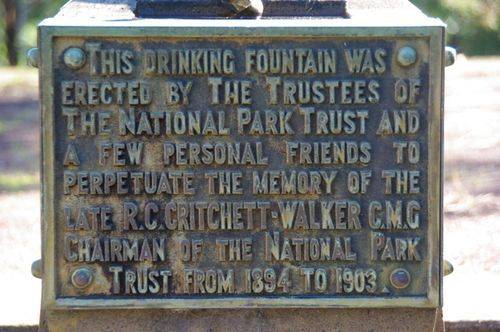 THIS DRINKING FOUNTAIN WAS
ERECTED BY THE TRUSTEES OF
THE NATIONAL PARK TRUST AND
A FEW PERSONAL FRIENDS TO
PERPETUATE THE MEMORY OF THE
LATE R.C.CRITCHETT-WALKER C.M.G
CHAIRMAN OF THE NATIONAL PARK
TRUST FROM 1894 TO 1903